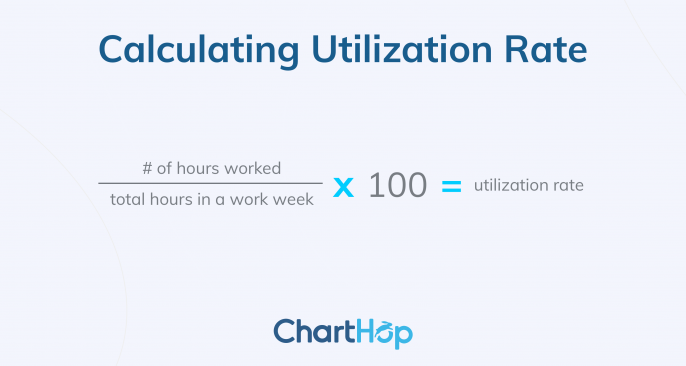 Calculating Utilization Rate
# of hours worked
total hours in a work week
x 100 = utilization rate
ChartHop